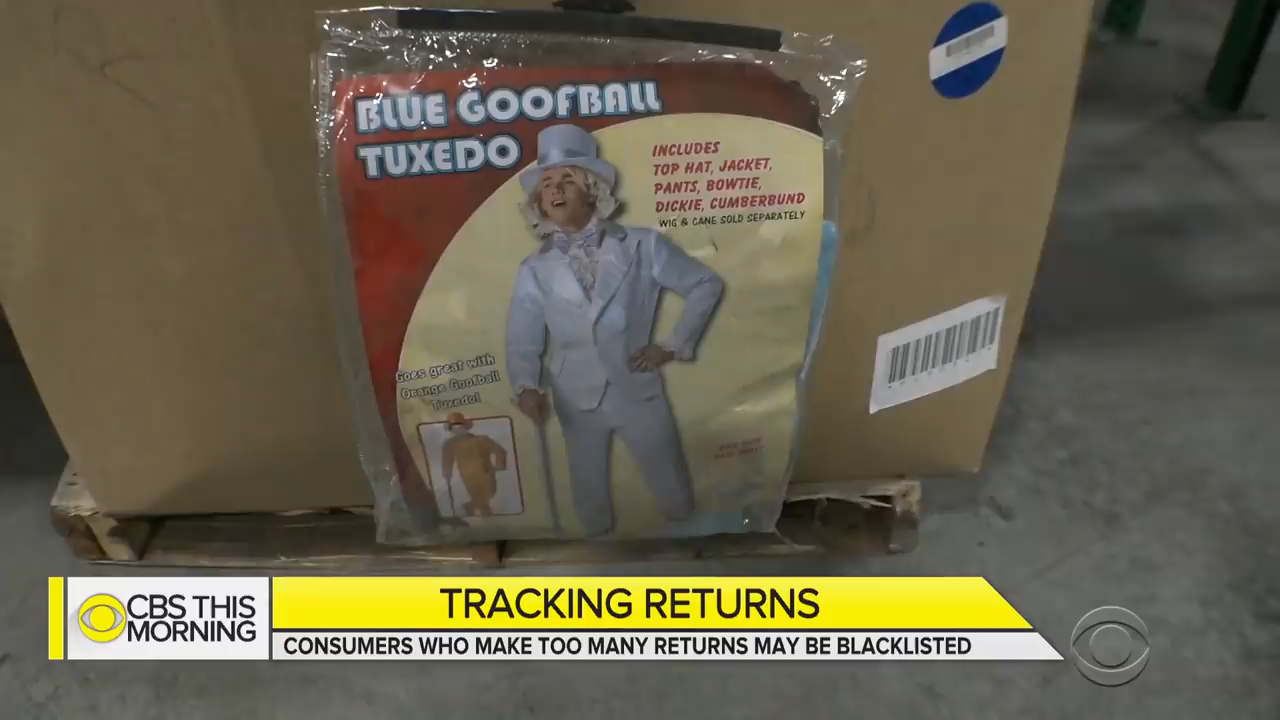 BLUE GOOFBALL
TUXEDO
INCLUDES
TOP HAT, JACKET,
PANTS, BOWTIE,
DICKIE, CUMBERBUND
WIG & CANE SOLD SEPARATELY
Goes great with
Orange Goofball
Tuxedo!
CBS THIS
MORNING
TRACKING RETURNS
CONSUMERS WHO MAKE TOO MANY RETURNS MAY BE BLACKLISTED